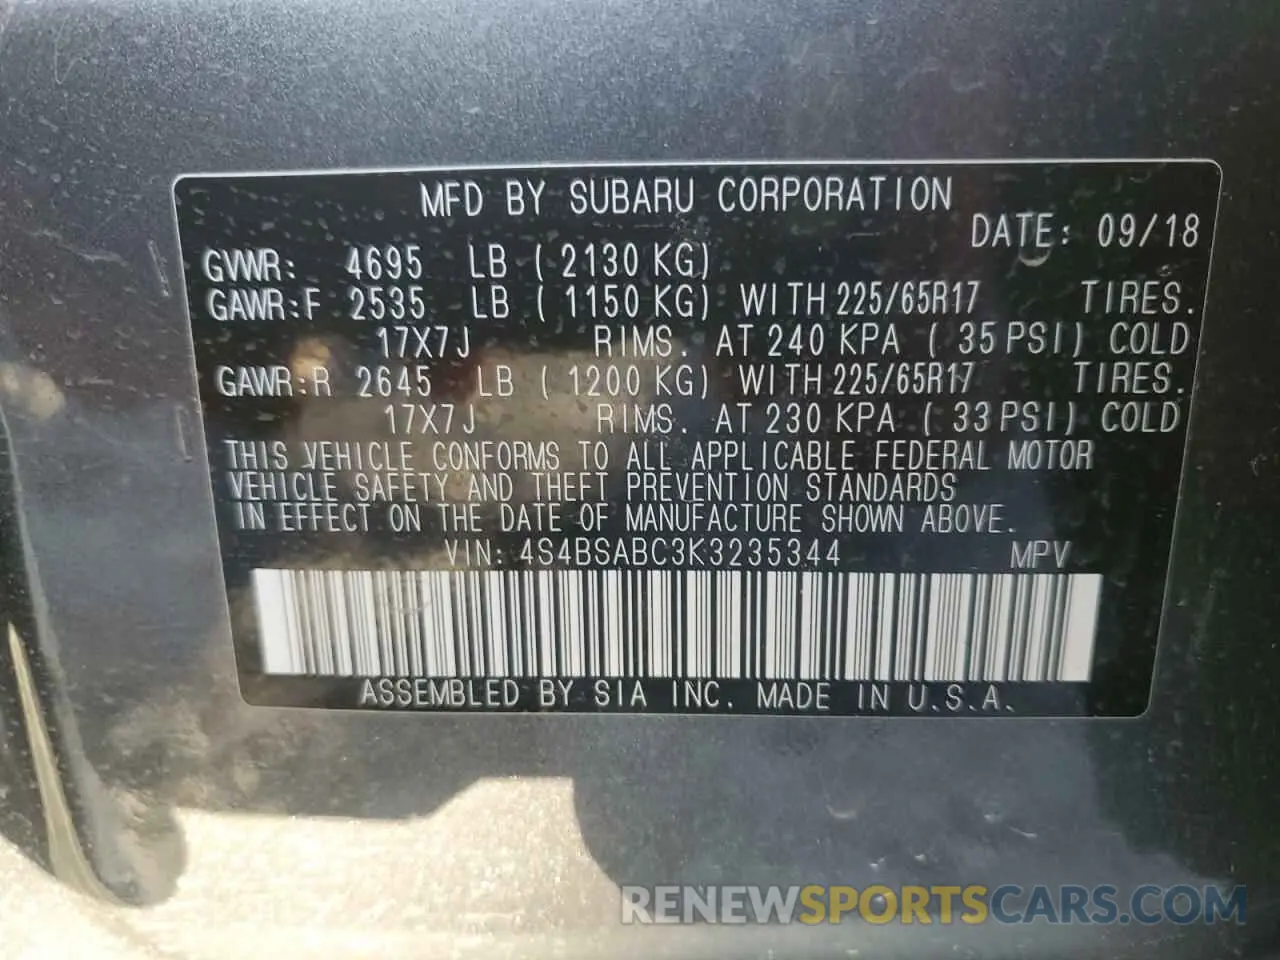 MFD BY SUBARU CORPORATION
DATE: 09/18
GVWR: 4695 LB (2130 KG)
GAWR:F 2535 LB (1150 KG) WITH 225/65R17 TIRES.
17X7J RIMS. AT 240 KPA (35 PSI) COLD
GAWR:R 2645 LB (1200 KG) WITH 225/65R17 TIRES.
17X7J RIMS. AT 230 KPA (33 PSI) COLD
THIS VEHICLE CONFORMS TO ALL APPLICABLE FEDERAL MOTOR
VEHICLE SAFETY AND THEFT PREVENTION STANDARDS
IN EFFECT ON THE DATE OF MANUFACTURE SHOWN ABOVE.
VIN: 4S4BSABC3K3235344 MPV
ASSEMBLED BY SIA INC. MADE IN U.S.A.
RENEWSPORTSCARS.COM